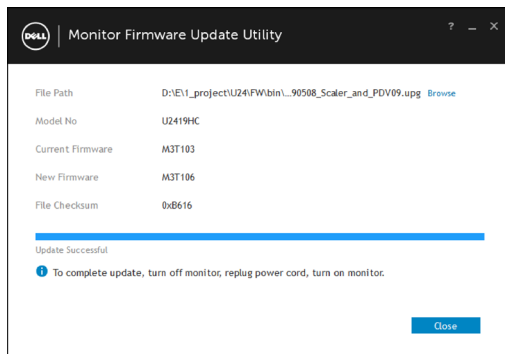 DELL Monitor Firmware Update Utility ? _ X
File Path D:\E\1_project\U24\FW\bin\...90508_Scaler_and_PDV09.upg Browse
Model No U2419HC
Current Firmware M3T103
New Firmware M3T106
File Checksum 0xB616
Update Successful
i To complete update, turn off monitor, replug power cord, turn on monitor.
Close